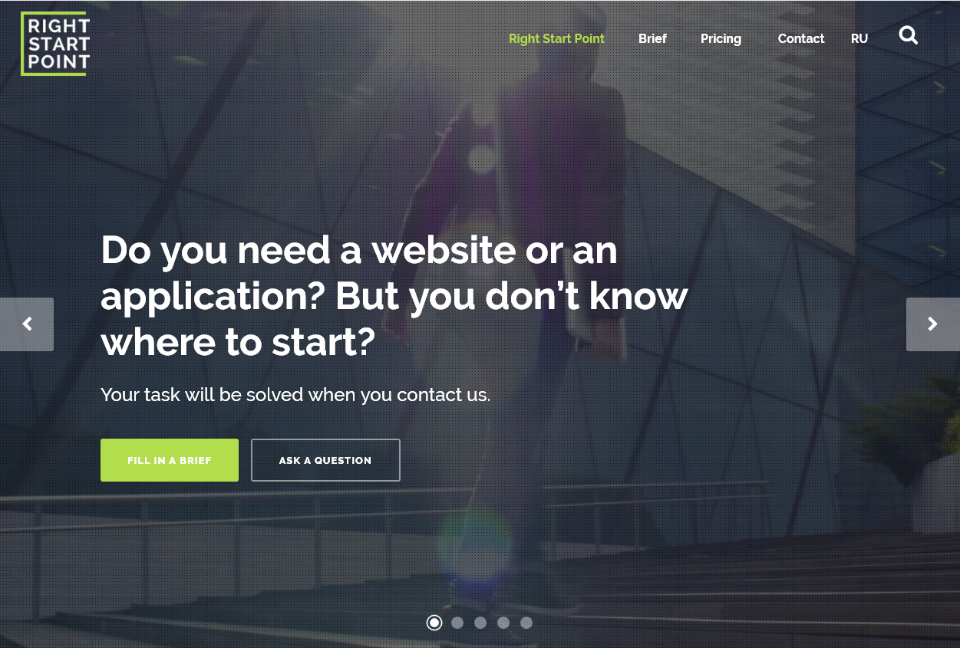 RIGHT
START
POINT
Right Start Point Brief Pricing Contact RU
Do you need a website or an
application? But you don’t know
where to start?
Your task will be solved when you contact us.
FILL IN A BRIEF ASK A QUESTION